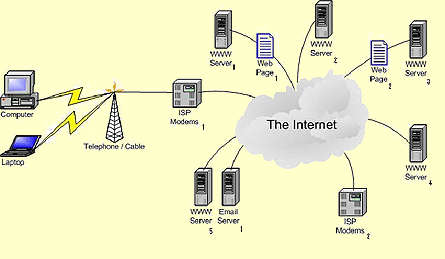 WWW
Server 1
Web
Page 1
WWW
Server 2
Web
Page 2
WWW
Server 3
Computer
ISP
Modems 1
The Internet
Telephone / Cable
Laptop
WWW
Server 4
WWW
Server 5
Email
Server 1
ISP
Modems 2